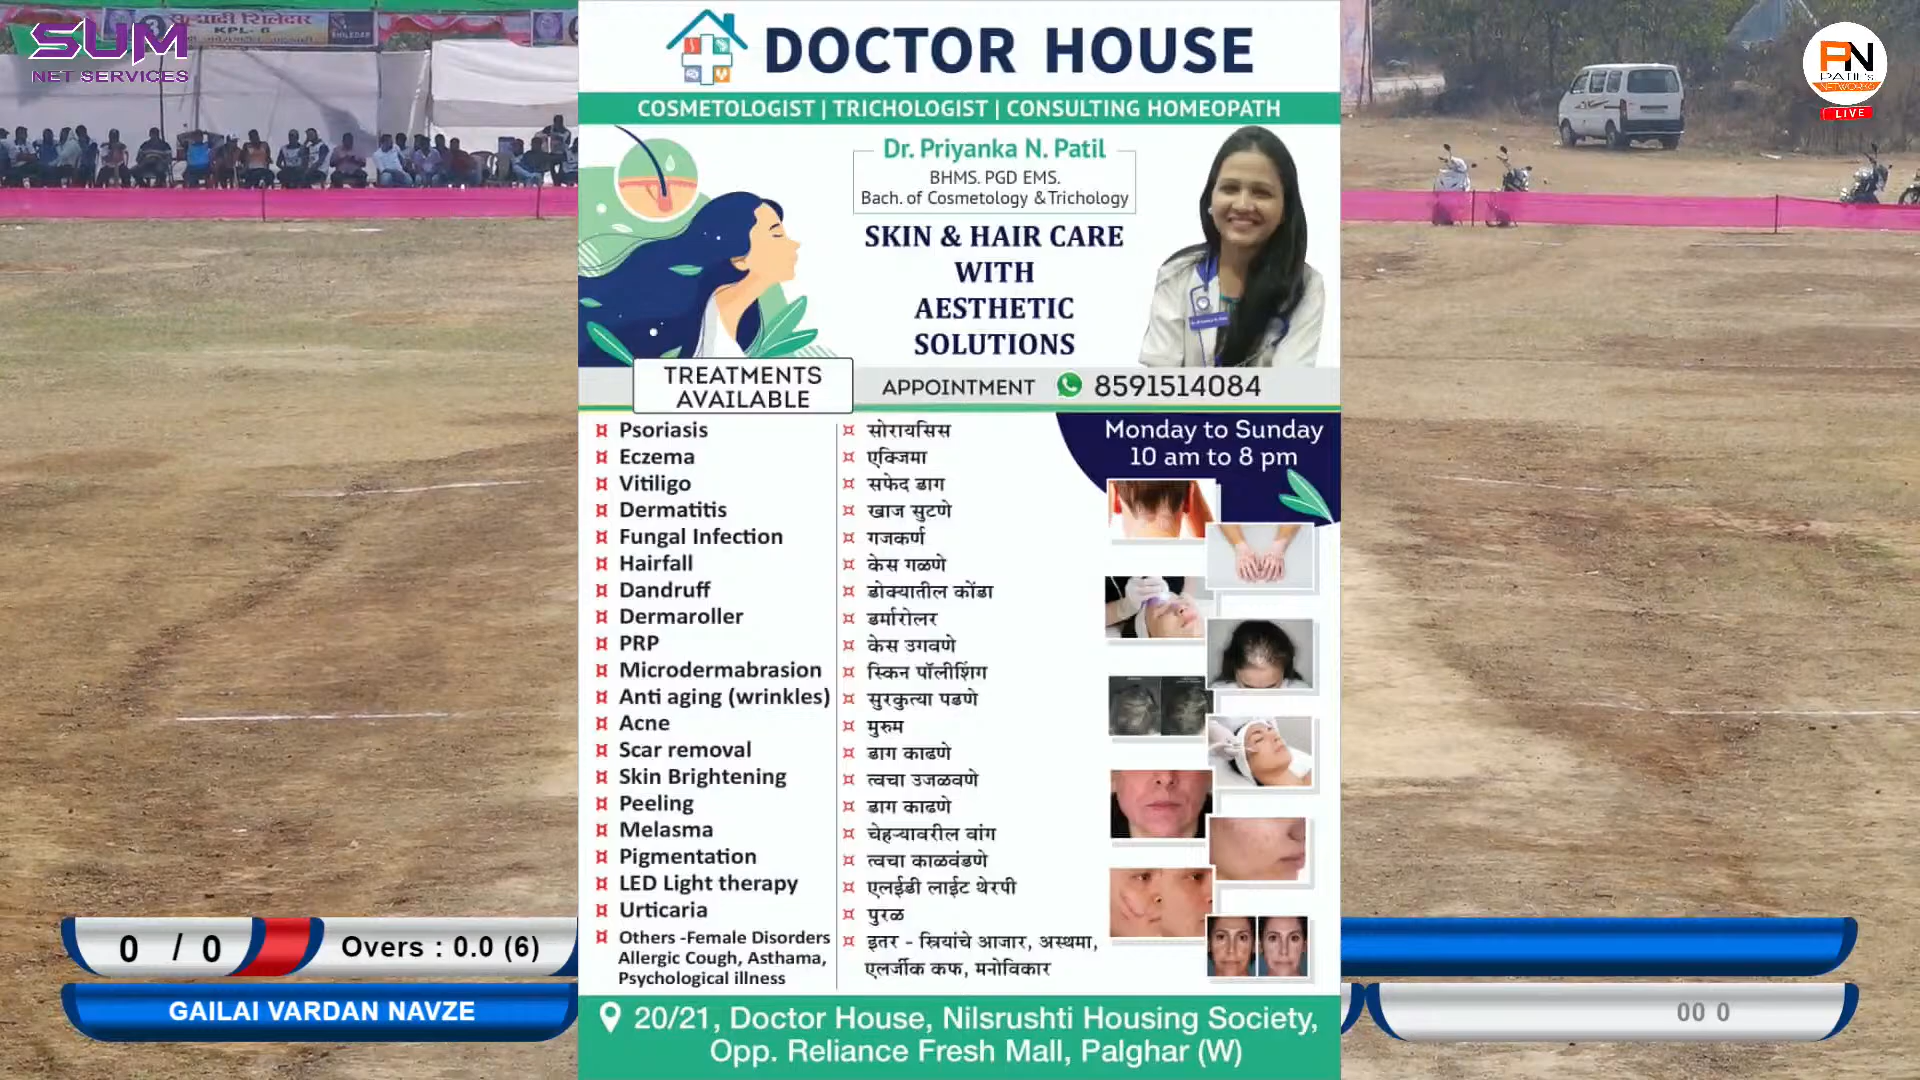 SUM
NET SERVICES
KPL- 6
SHILEDAR
DOCTOR HOUSE
COSMETOLOGIST | TRICHOLOGIST | CONSULTING HOMEOPATH
Dr. Priyanka N. Patil
BHMS. PGD EMS.
Bach. of Cosmetology & Trichology
SKIN & HAIR CARE
WITH
AESTHETIC
SOLUTIONS
TREATMENTS
AVAILABLE
APPOINTMENT 8591514084
Monday to Sunday
10 am to 8 pm
Psoriasis
Eczema
Vitiligo
Dermatitis
Fungal Infection
Hairfall
Dandruff
Dermaroller
PRP
Microdermabrasion
Anti aging (wrinkles)
Acne
Scar removal
Skin Brightening
Peeling
Melasma
Pigmentation
LED Light therapy
Urticaria
Others -Female Disorders
Allergic Cough, Asthama,
Psychological illness
सोरायसिस
एक्जिमा
सफेद डाग
खाज सुटणे
गजकर्ण
केस गळणे
डोक्यातील कोंडा
डर्मारोलर
केस उगवणे
स्किन पॉलीशिंग
सुरकुत्या पडणे
मुरुम
डाग काढणे
त्वचा उजळवणे
डाग काढणे
चेहऱ्यावरील वांग
त्वचा काळवंडणे
एलईडी लाईट थेरपी
पुरळ
इतर - स्त्रियांचे आजार, अस्थमा,
एलर्जीक कफ, मनोविकार
20/21, Doctor House, Nilsrushti Housing Society,
Opp. Reliance Fresh Mall, Palghar (W)
PN
PATIL's
NETWORKS
LIVE
0 / 0
Overs : 0.0 (6)
GAILAI VARDAN NAVZE
00 0